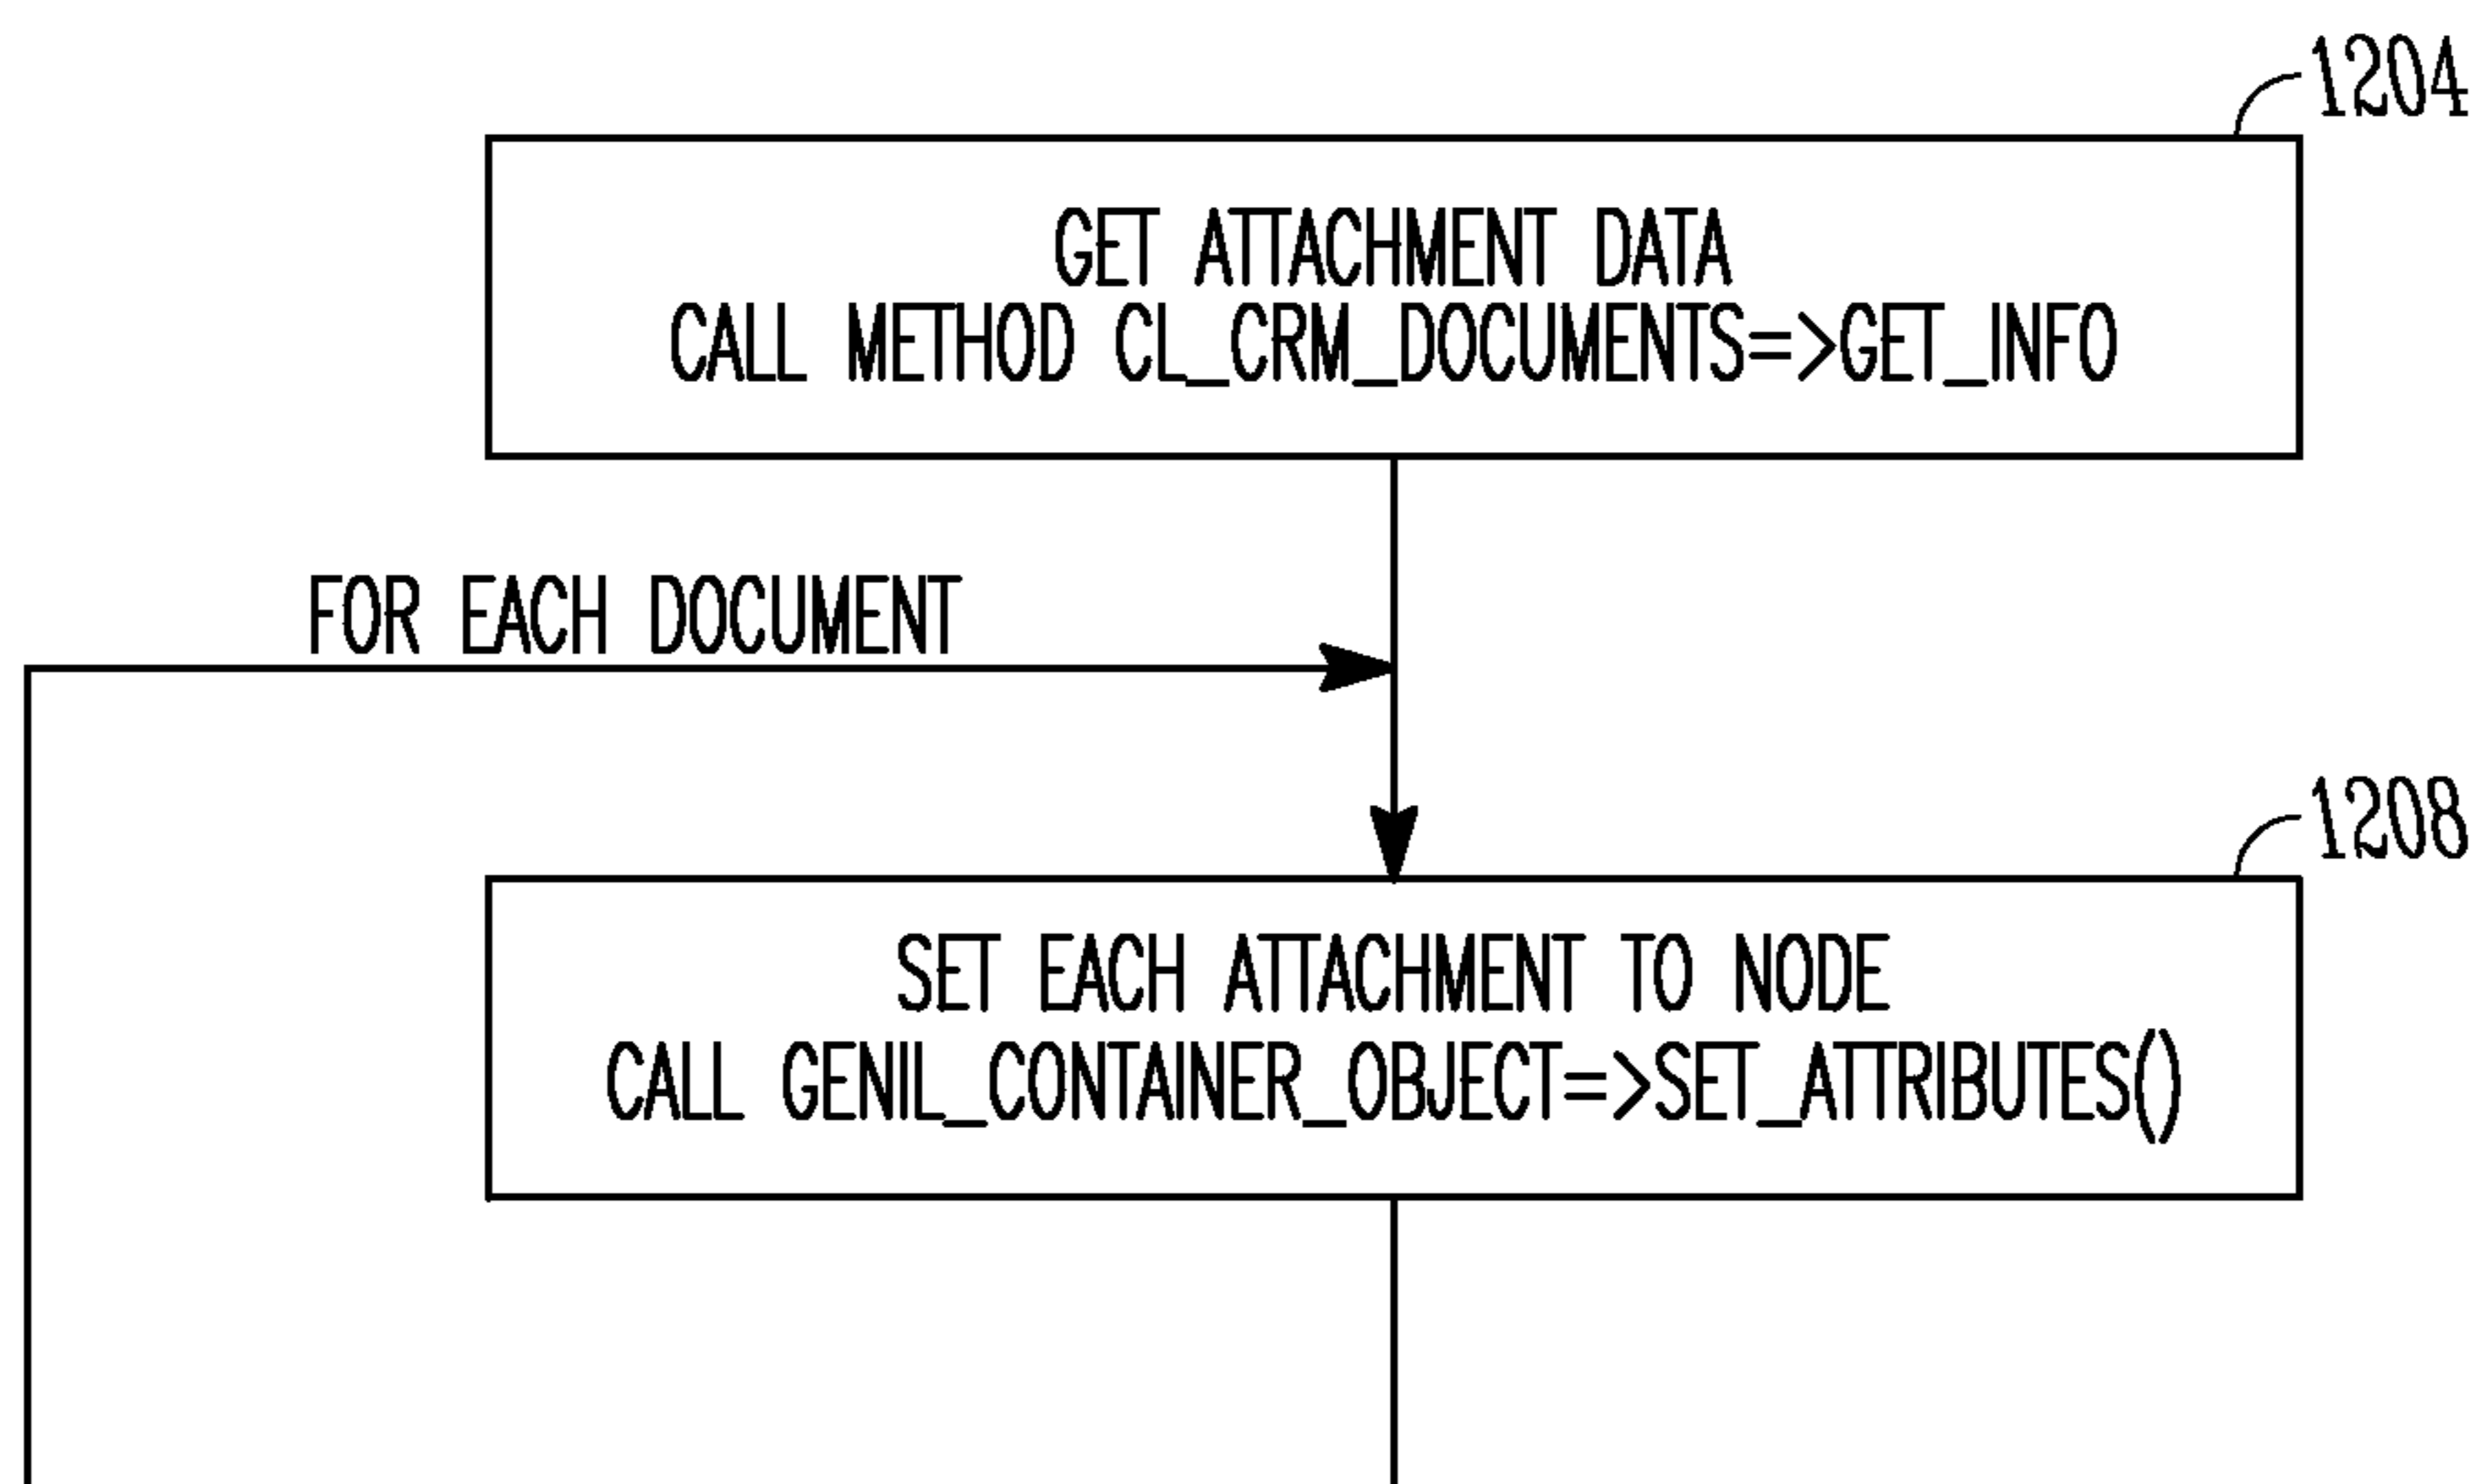 1204
GET ATTACHMENT DATA
CALL METHOD CL_CRM_DOCUMENTS=>GET_INFO
FOR EACH DOCUMENT
1208
SET EACH ATTACHMENT TO NODE
CALL GENIL_CONTAINER_OBJECT=>SET_ATTRIBUTES()